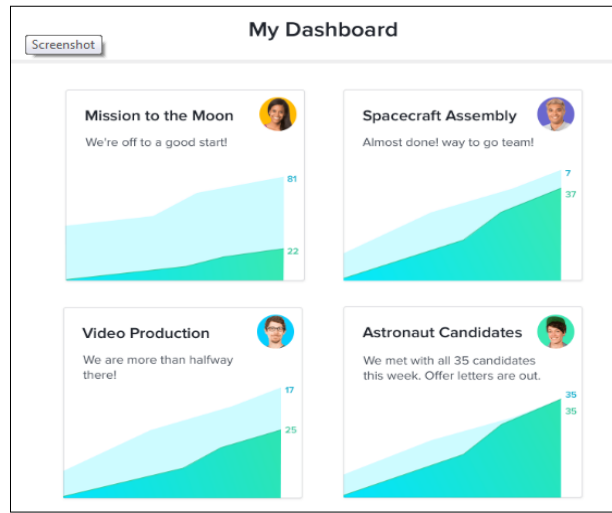 My Dashboard
Screenshot
Mission to the Moon
We're off to a good start!
81
22
Spacecraft Assembly
Almost done! way to go team!
7
37
Video Production
We are more than halfway
there!
17
25
Astronaut Candidates
We met with all 35 candidates
this week. Offer letters are out.
35
35